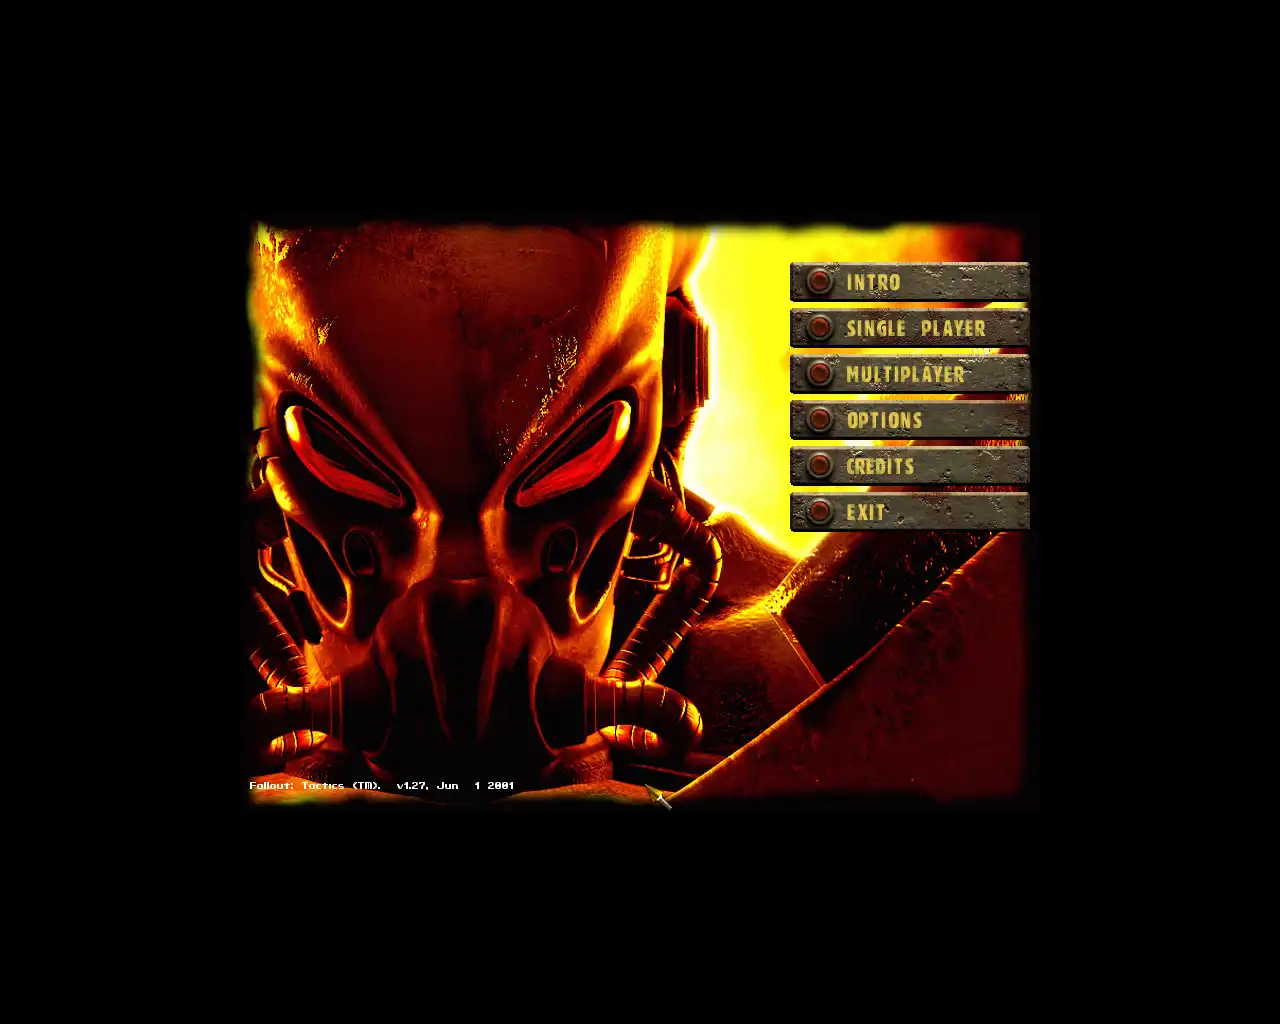 INTRO
SINGLE PLAYER
MULTIPLAYER
OPTIONS
CREDITS
EXIT
Fallout: Tactics (TM). v1.27, Jun 1 2001